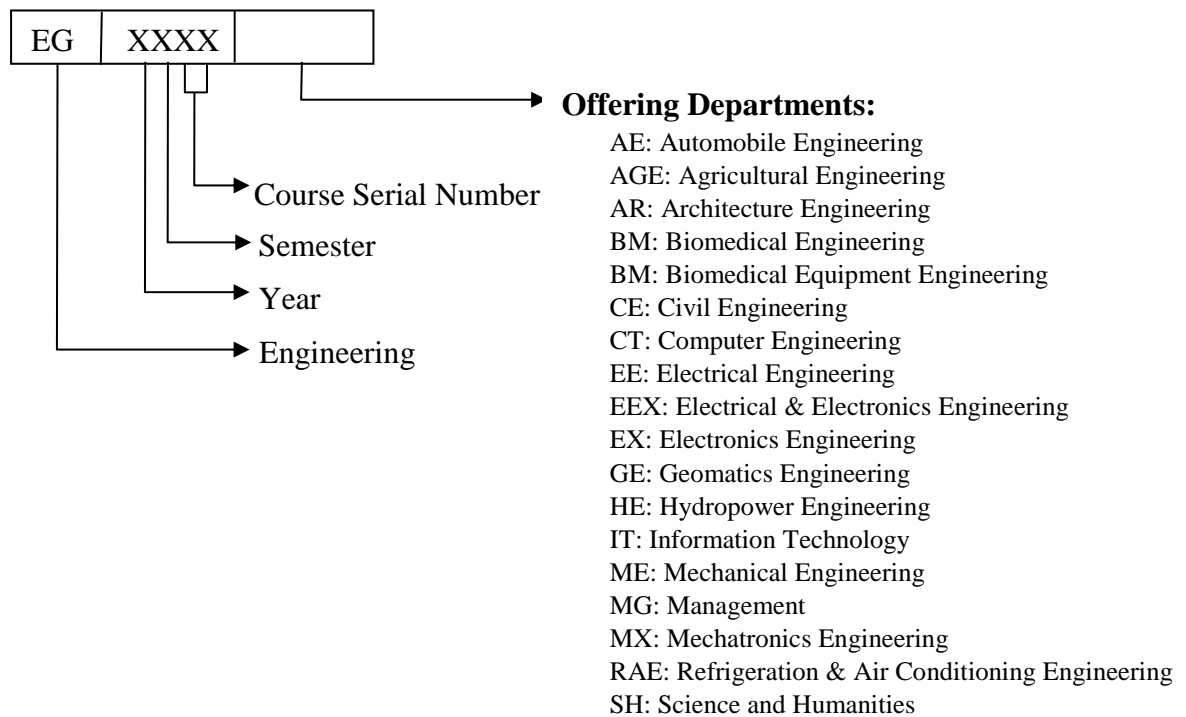 EG XXXX
Offering Departments:
AE: Automobile Engineering
AGE: Agricultural Engineering
AR: Architecture Engineering
BM: Biomedical Engineering
BM: Biomedical Equipment Engineering
CE: Civil Engineering
CT: Computer Engineering
EE: Electrical Engineering
EEX: Electrical & Electronics Engineering
EX: Electronics Engineering
GE: Geomatics Engineering
HE: Hydropower Engineering
IT: Information Technology
ME: Mechanical Engineering
MG: Management
MX: Mechatronics Engineering
RAE: Refrigeration & Air Conditioning Engineering
SH: Science and Humanities
Course Serial Number
Semester
Year
Engineering